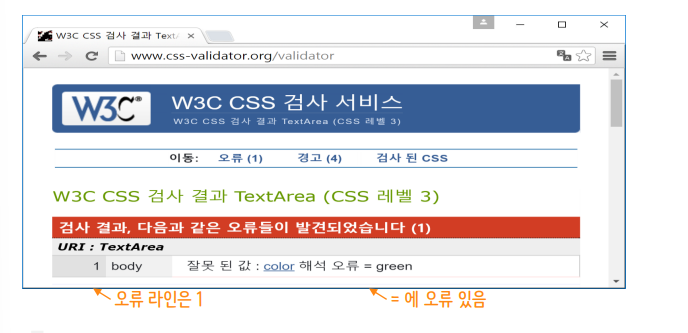 W3C CSS 검사 결과 Text
www.css-validator.org/validator
W3C® W3C CSS 검사 서비스
W3C CSS 검사 결과 TextArea (CSS 레벨 3)
이동: 오류 (1) 경고 (4) 검사 된 CSS
W3C CSS 검사 결과 TextArea (CSS 레벨 3)
검사 결과, 다음과 같은 오류들이 발견되었습니다 (1)
URI : TextArea
1 body 잘못 된 값 : color 해석 오류 = green
오류 라인은 1 = 에 오류 있음